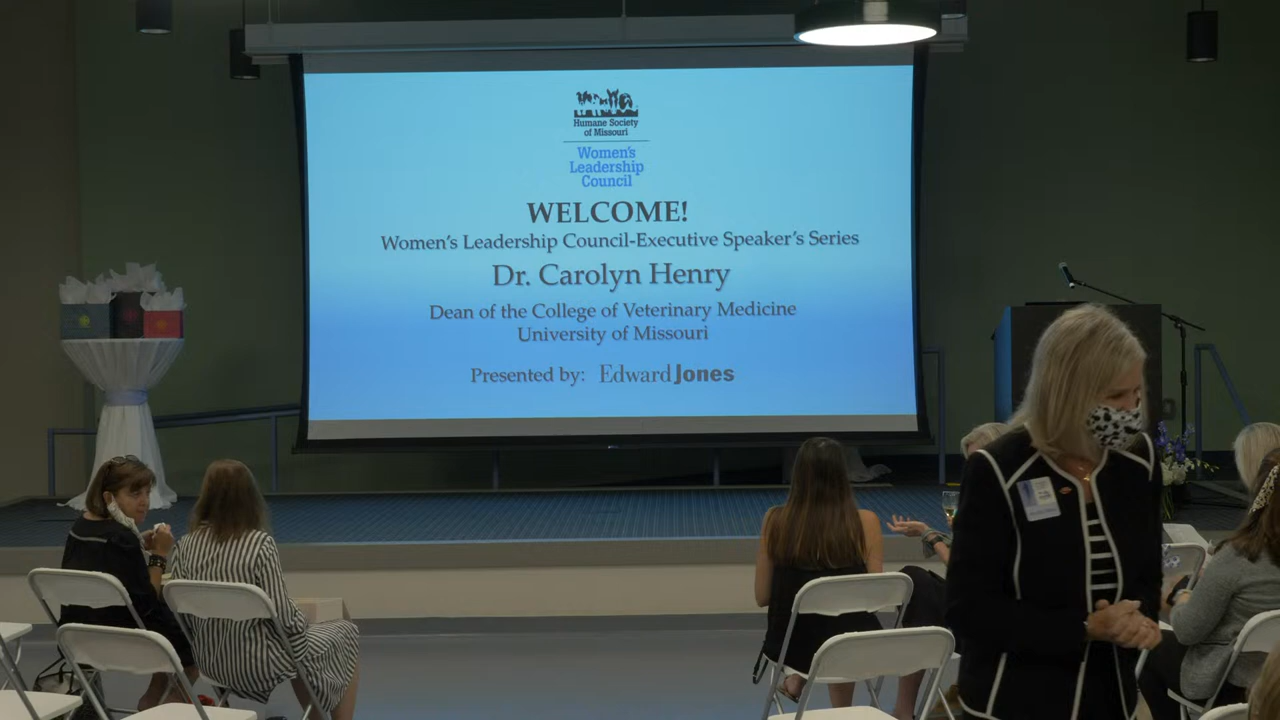 Humane Society
of Missouri
Women's
Leadership
Council
WELCOME!
Women's Leadership Council-Executive Speaker's Series
Dr. Carolyn Henry
Dean of the College of Veterinary Medicine
University of Missouri
Presented by: Edward Jones